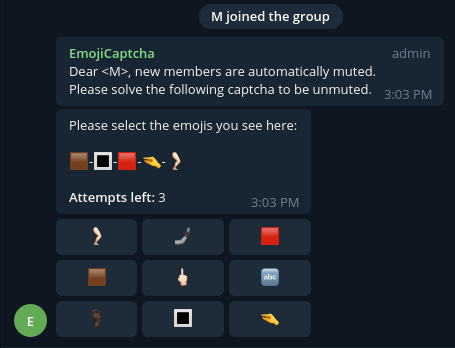 M joined the group
EmojiCaptcha admin
Dear <M>, new members are automatically muted.
Please solve the following captcha to be unmuted. 3:03 PM
Please select the emojis you see here:
🟫-🔳-🟥-🫲-🦵🏻
Attempts left: 3 3:03 PM
abc
E